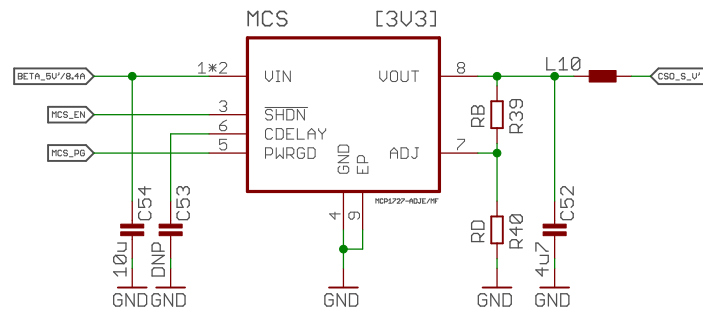 MCS [3V3]
BETA_5V'/8.4A 1*2 VIN VOUT 8 L10 CSO_S_V'
MCS_EN 3 SHDN
6 CDELAY
MCS_PG 5 PWRGD ADJ 7
GND EP
MCP1727-ADJE/MF
4 9
RB R39
RD R40
C54 10u
C53 DNP
C52 4u7
GND GND GND GND GND